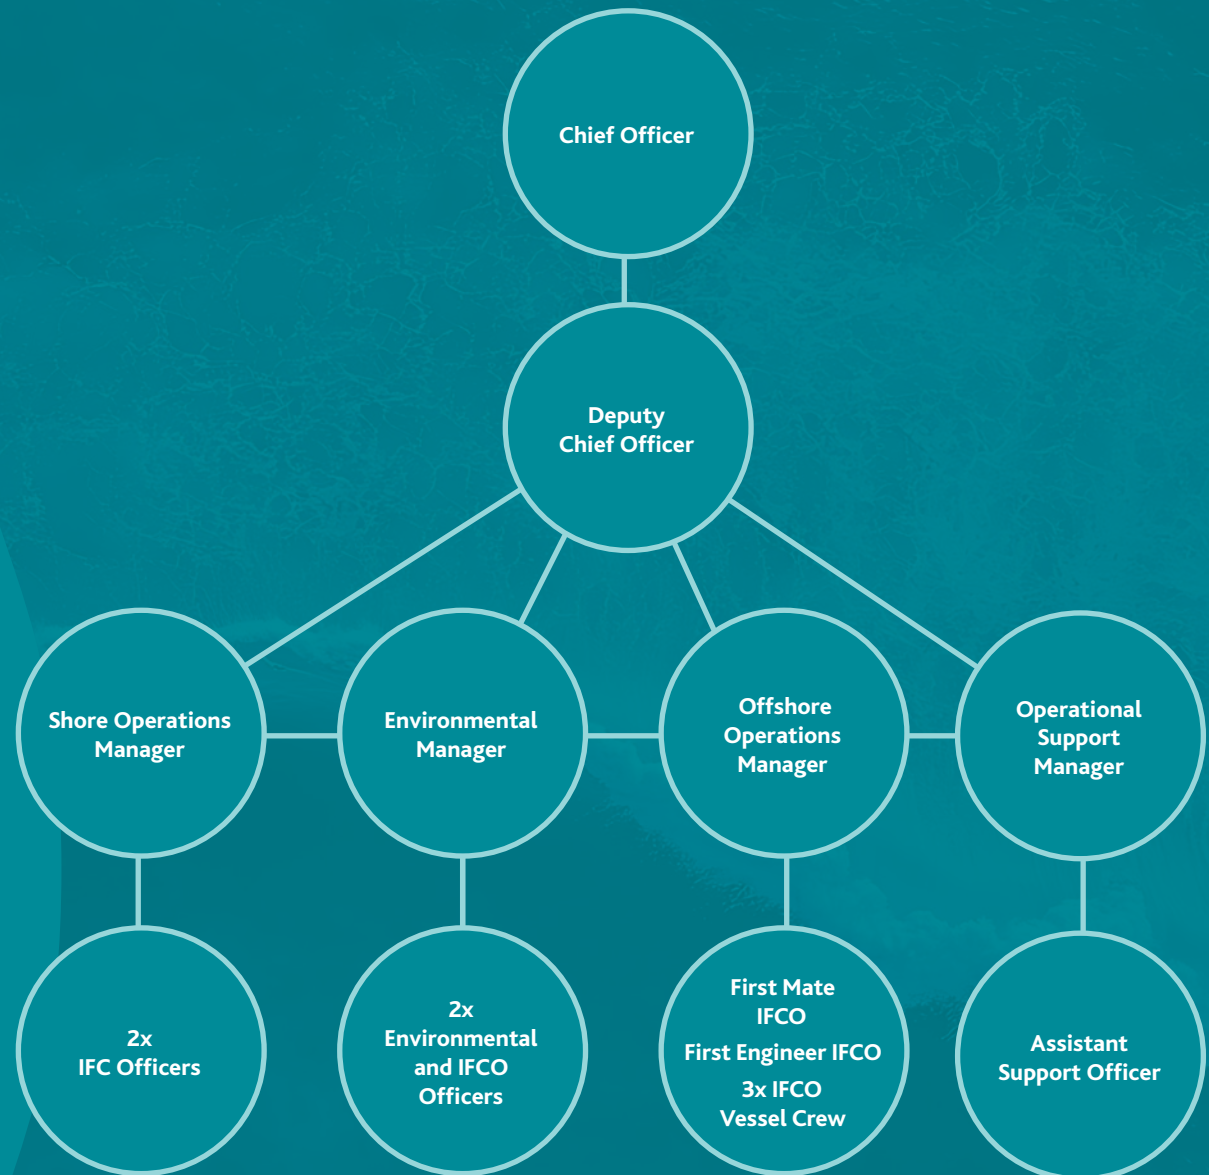 Chief Officer
Deputy
Chief Officer
Shore Operations
Manager
Environmental
Manager
Offshore
Operations
Manager
Operational
Support
Manager
2x
IFC Officers
2x
Environmental
and IFCO
Officers
First Mate
IFCO
First Engineer IFCO
3x IFCO
Vessel Crew
Assistant
Support Officer